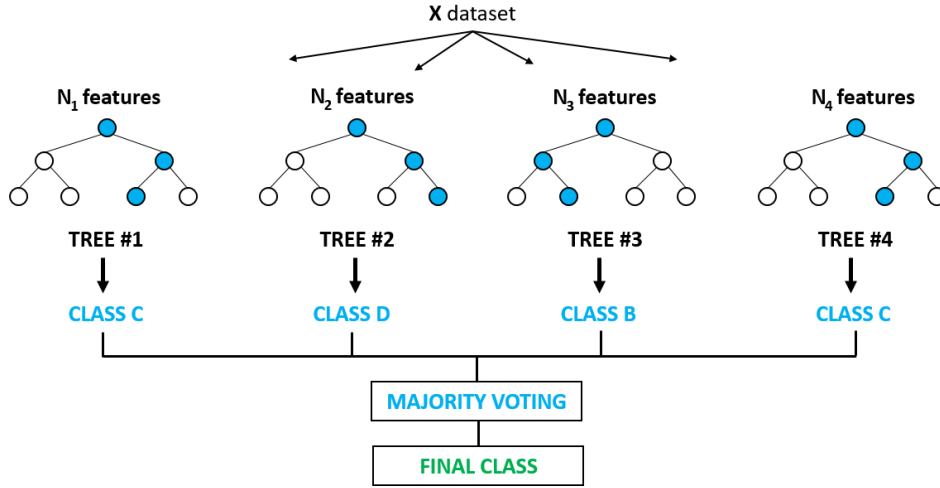 X dataset
N₁ features
N₂ features
N₃ features
N₄ features
TREE #1
TREE #2
TREE #3
TREE #4
CLASS C
CLASS D
CLASS B
CLASS C
MAJORITY VOTING
FINAL CLASS